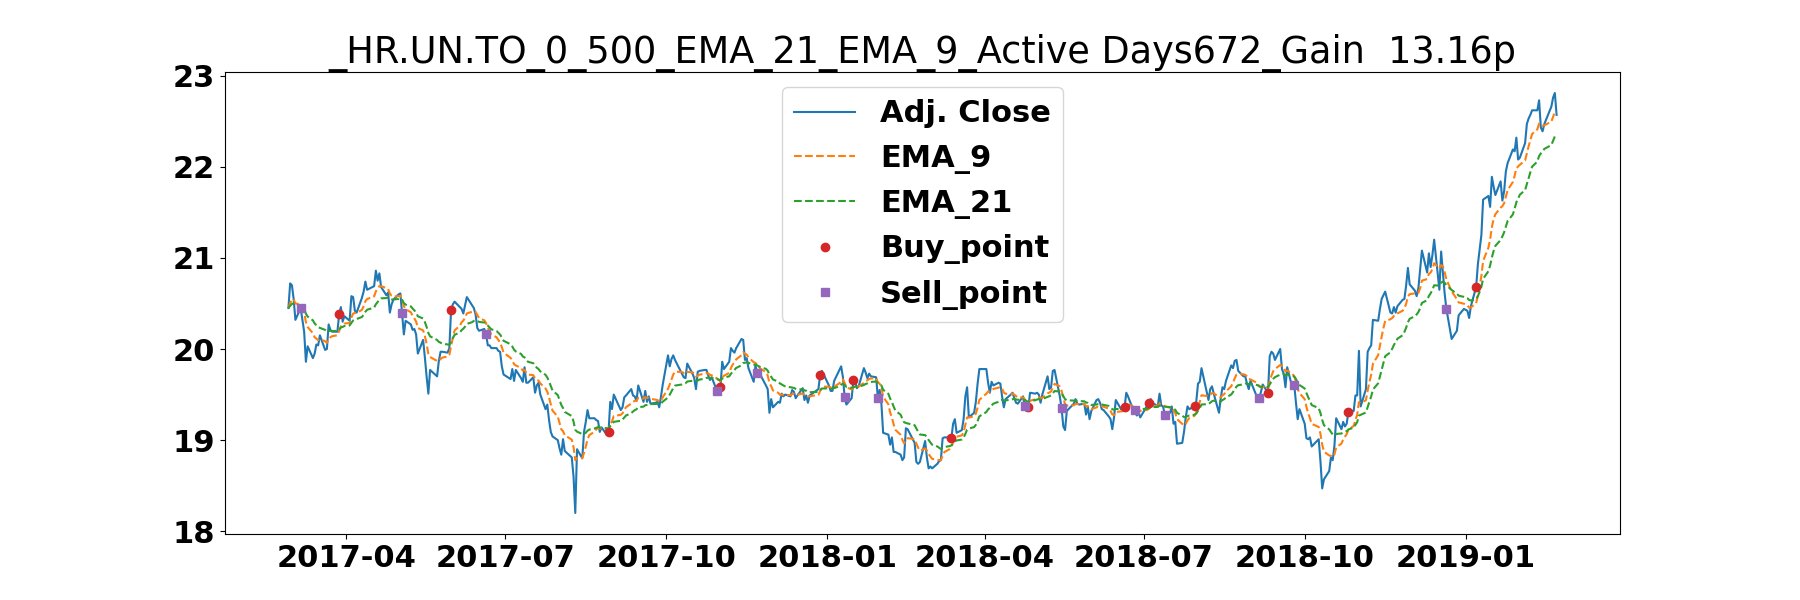 _HR.UN.TO_0_500_EMA_21_EMA_9_Active Days672_Gain  13.16p
23
22
21
20
19
18
Adj. Close
EMA_9
EMA_21
Buy_point
Sell_point
2017-04 2017-07 2017-10 2018-01 2018-04 2018-07 2018-10 2019-01